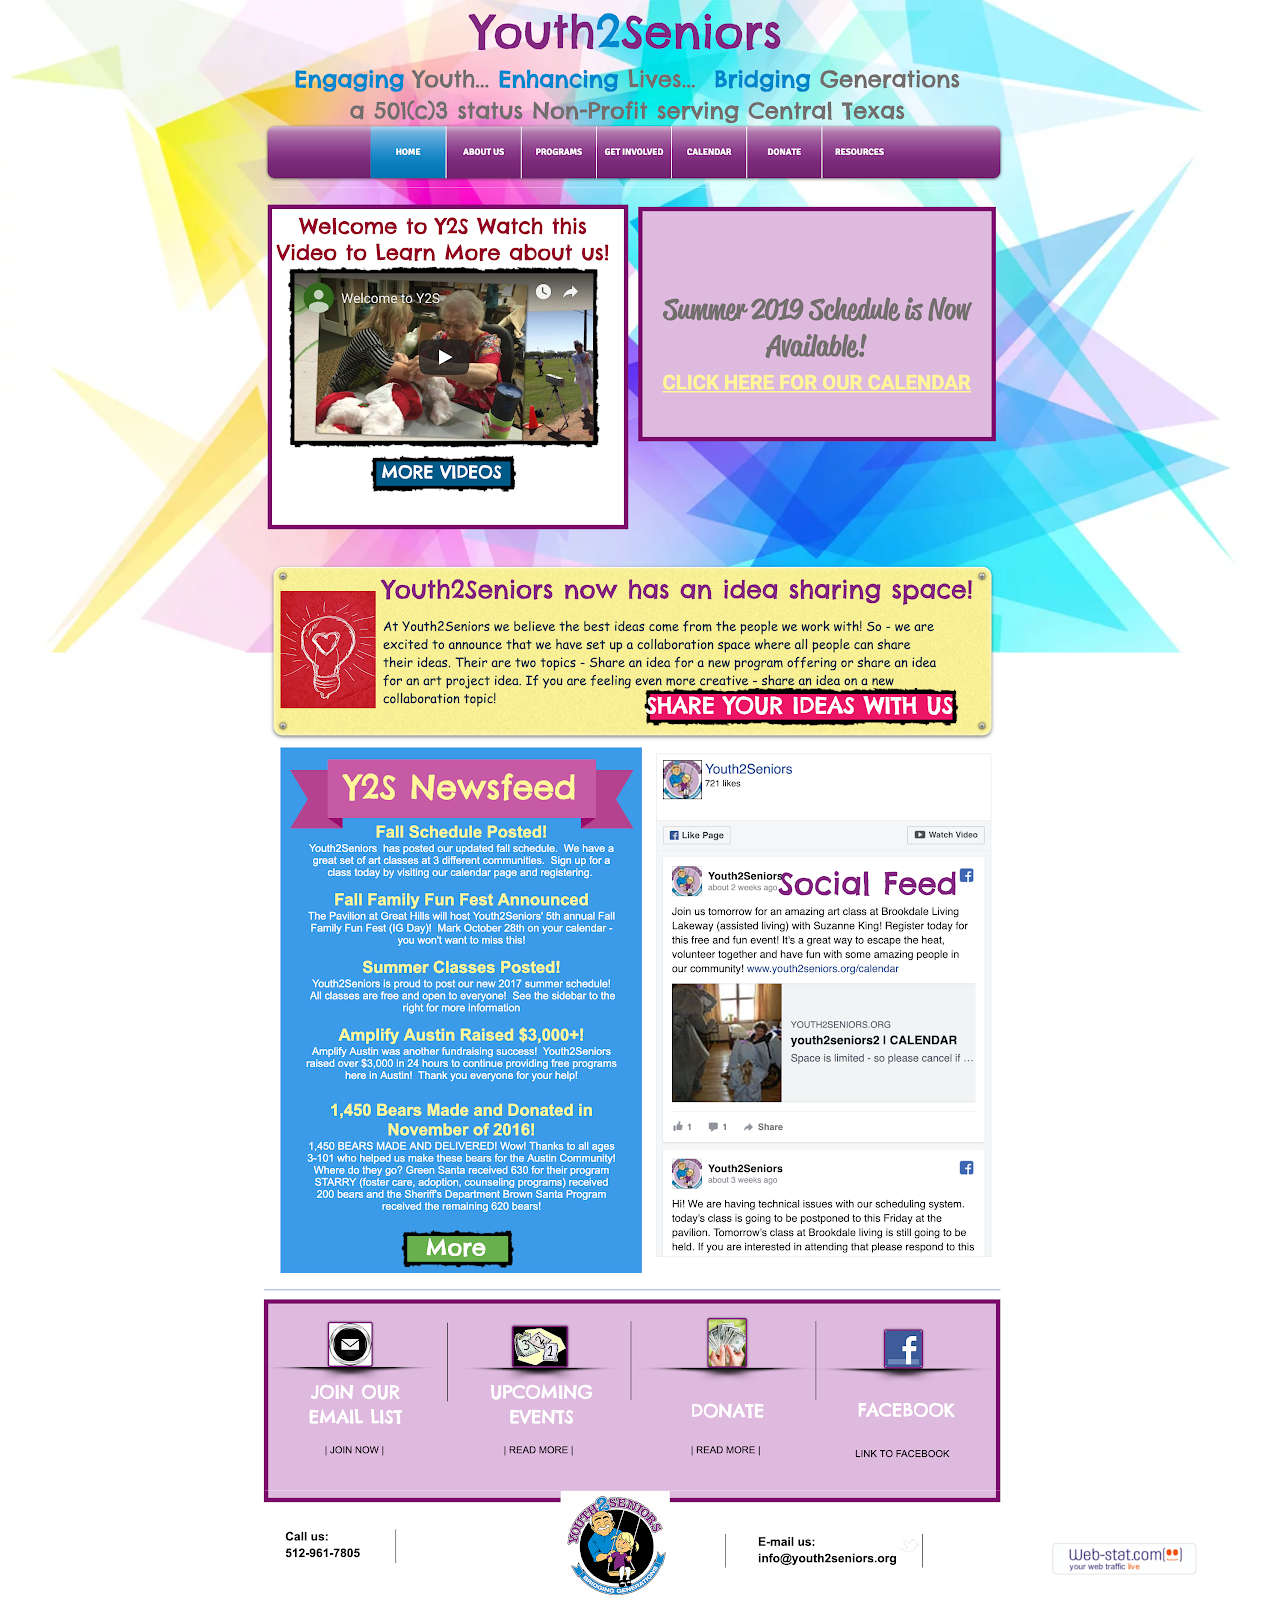 Youth2Seniors
Engaging Youth... Enhancing Lives... Bridging Generations
a 501(c)3 status Non-Profit serving Central Texas
HOME
ABOUT US
PROGRAMS
GET INVOLVED
CALENDAR
DONATE
RESOURCES
Welcome to Y2S Watch this
Video to Learn More about us!
Welcome to Y2S
MORE VIDEOS
Summer 2019 Schedule is Now
Available!
CLICK HERE FOR OUR CALENDAR
Youth2Seniors now has an idea sharing space!
At Youth2Seniors we believe the best ideas come from the people we work with! So - we are
excited to announce that we have set up a collaboration space where all people can share
their ideas. Their are two topics - Share an idea for a new program offering or share an idea
for an art project idea. If you are feeling even more creative - share an idea on a new
collaboration topic!
SHARE YOUR IDEAS WITH US
Y2S Newsfeed
Fall Schedule Posted!
Youth2Seniors has posted our updated fall schedule. We have a
great set of art classes at 3 different communities. Sign up for a
class today by visiting our calendar page and registering.
Fall Family Fun Fest Announced
The Pavilion at Great Hills will host Youth2Seniors' 5th annual Fall
Family Fun Fest (IG Day)! Mark October 28th on your calendar -
you won't want to miss this!
Summer Classes Posted!
Youth2Seniors is proud to post our new 2017 summer schedule!
All classes are free and open to everyone! See the sidebar to the
right for more information
Amplify Austin Raised $3,000+!
Amplify Austin was another fundraising success! Youth2Seniors
raised over $3,000 in 24 hours to continue providing free programs
here in Austin! Thank you everyone for your help!
1,450 Bears Made and Donated in
November of 2016!
1,450 BEARS MADE AND DELIVERED! Wow! Thanks to all ages
3-101 who helped us make these bears for the Austin Community!
Where do they go? Green Santa received 630 for their program
STARRY (foster care, adoption, counseling programs) received
200 bears and the Sheriff's Department Brown Santa Program
received the remaining 620 bears!
More
Youth2Seniors
721 likes
Like Page
Watch Video
Youth2Seniors
about 2 weeks ago
Social Feed
Join us tomorrow for an amazing art class at Brookdale Living
Lakeway (assisted living) with Suzanne King! Register today for
this free and fun event! It's a great way to escape the heat,
volunteer together and have fun with some amazing people in
our community! www.youth2seniors.org/calendar
YOUTH2SENIORS.ORG
youth2seniors2 | CALENDAR
Space is limited - so please cancel if ...
1
1
Share
Youth2Seniors
about 3 weeks ago
Hi! We are having technical issues with our scheduling system.
today's class is going to be postponed to this Friday at the
pavilion. Tomorrow's class at Brookdale living is still going to be
held. If you are interested in attending that please respond to this
JOIN OUR
EMAIL LIST
| JOIN NOW |
3 2 1
UPCOMING
EVENTS
| READ MORE |
DONATE
| READ MORE |
FACEBOOK
LINK TO FACEBOOK
Call us:
512-961-7805
YOUTH2SENIORS
BRIDGING GENERATIONS
E-mail us:
info@youth2seniors.org
Web-stat.com
your web traffic live